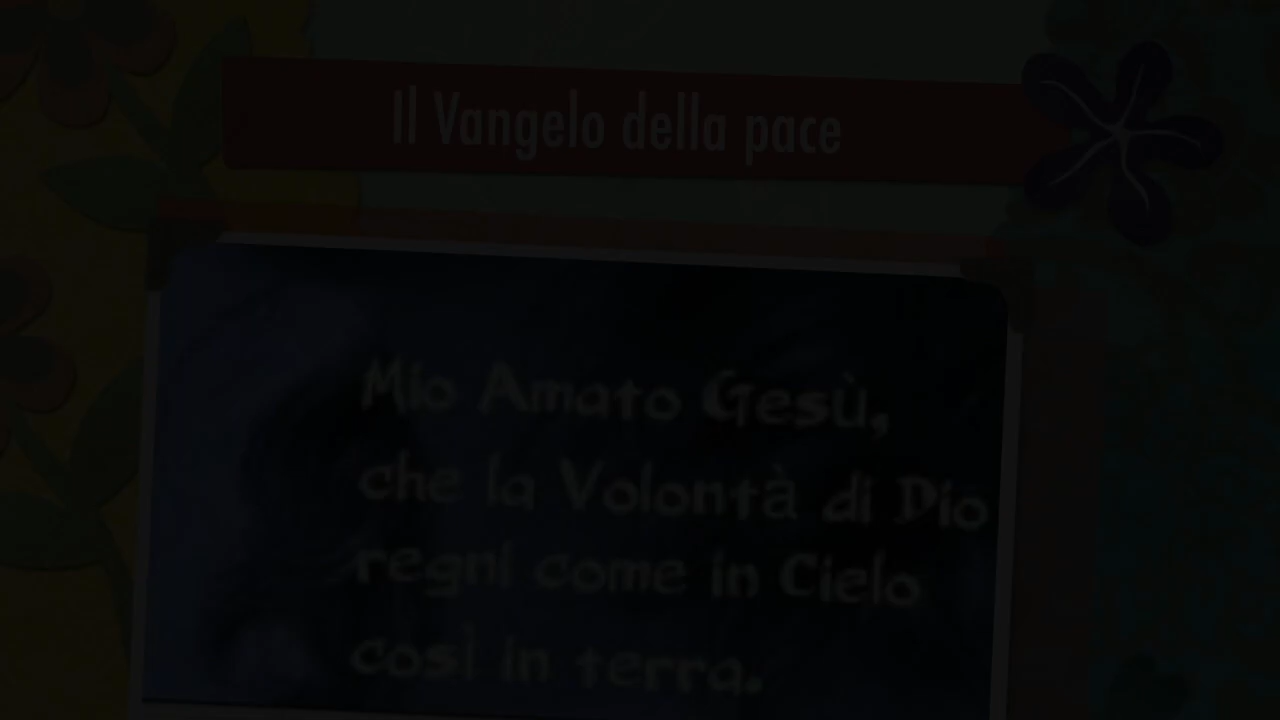 Il Vangelo della pace
Mio Amato Gesù,
che la Volontà di Dio
regni come in Cielo
così in terra.